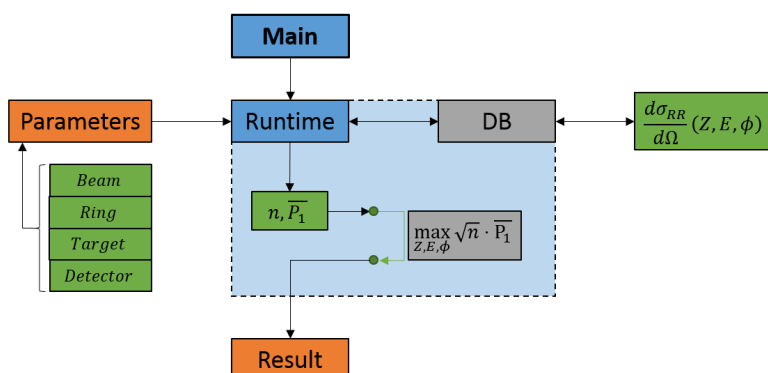 Main
Parameters
Runtime
DB
dσ_RR/dΩ (Z, E, ϕ)
Beam
Ring
Target
Detector
n, P̅₁
max_{Z,E,ϕ} √n · P̅₁
Result